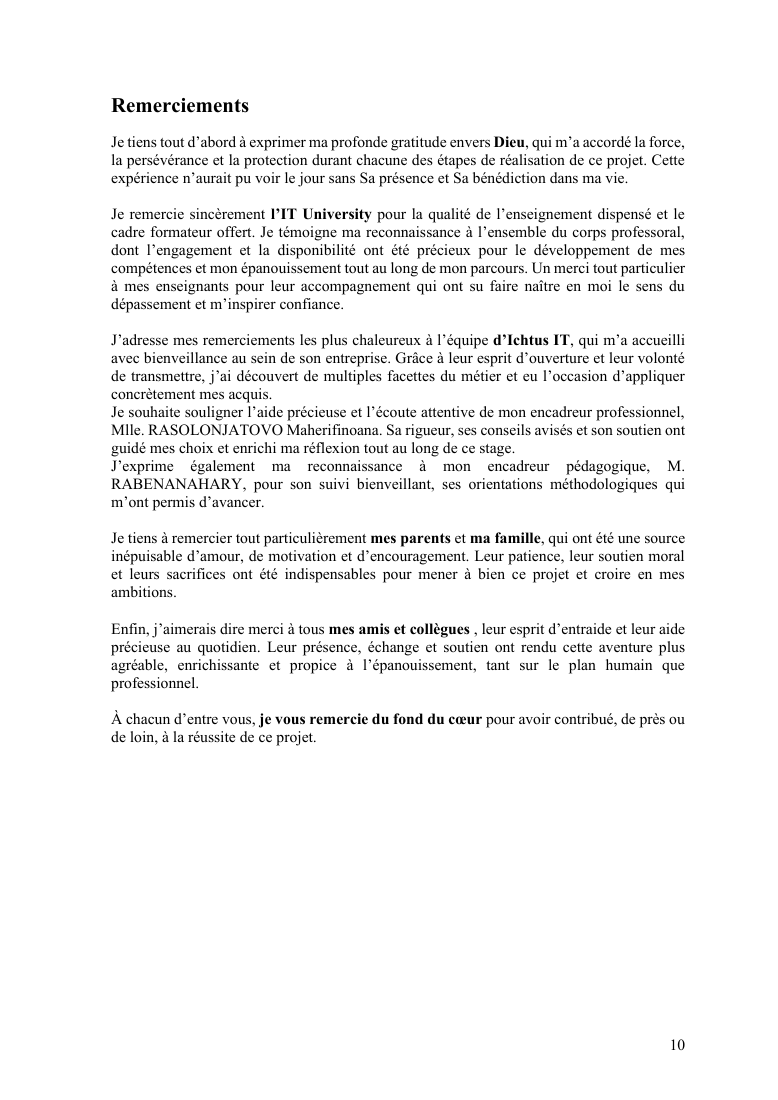 Remerciements
Je tiens tout d’abord à exprimer ma profonde gratitude envers Dieu, qui m’a accordé la force,
la persévérance et la protection durant chacune des étapes de réalisation de ce projet. Cette
expérience n’aurait pu voir le jour sans Sa présence et Sa bénédiction dans ma vie.
Je remercie sincèrement l’IT University pour la qualité de l’enseignement dispensé et le
cadre formateur offert. Je témoigne ma reconnaissance à l’ensemble du corps professoral,
dont l’engagement et la disponibilité ont été précieux pour le développement de mes
compétences et mon épanouissement tout au long de mon parcours. Un merci tout particulier
à mes enseignants pour leur accompagnement qui ont su faire naître en moi le sens du
dépassement et m’inspirer confiance.
J’adresse mes remerciements les plus chaleureux à l’équipe d’Ichtus IT, qui m’a accueilli
avec bienveillance au sein de son entreprise. Grâce à leur esprit d’ouverture et leur volonté
de transmettre, j’ai découvert de multiples facettes du métier et eu l’occasion d’appliquer
concrètement mes acquis.
Je souhaite souligner l’aide précieuse et l’écoute attentive de mon encadreur professionnel,
Mlle. RASOLONJATOVO Maherifinoana. Sa rigueur, ses conseils avisés et son soutien ont
guidé mes choix et enrichi ma réflexion tout au long de ce stage.
J’exprime également ma reconnaissance à mon encadreur pédagogique, M.
RABENANAHARY, pour son suivi bienveillant, ses orientations méthodologiques qui
m’ont permis d’avancer.
Je tiens à remercier tout particulièrement mes parents et ma famille, qui ont été une source
inépuisable d’amour, de motivation et d’encouragement. Leur patience, leur soutien moral
et leurs sacrifices ont été indispensables pour mener à bien ce projet et croire en mes
ambitions.
Enfin, j’aimerais dire merci à tous mes amis et collègues , leur esprit d’entraide et leur aide
précieuse au quotidien. Leur présence, échange et soutien ont rendu cette aventure plus
agréable, enrichissante et propice à l’épanouissement, tant sur le plan humain que
professionnel.
À chacun d’entre vous, je vous remercie du fond du cœur pour avoir contribué, de près ou
de loin, à la réussite de ce projet.
10